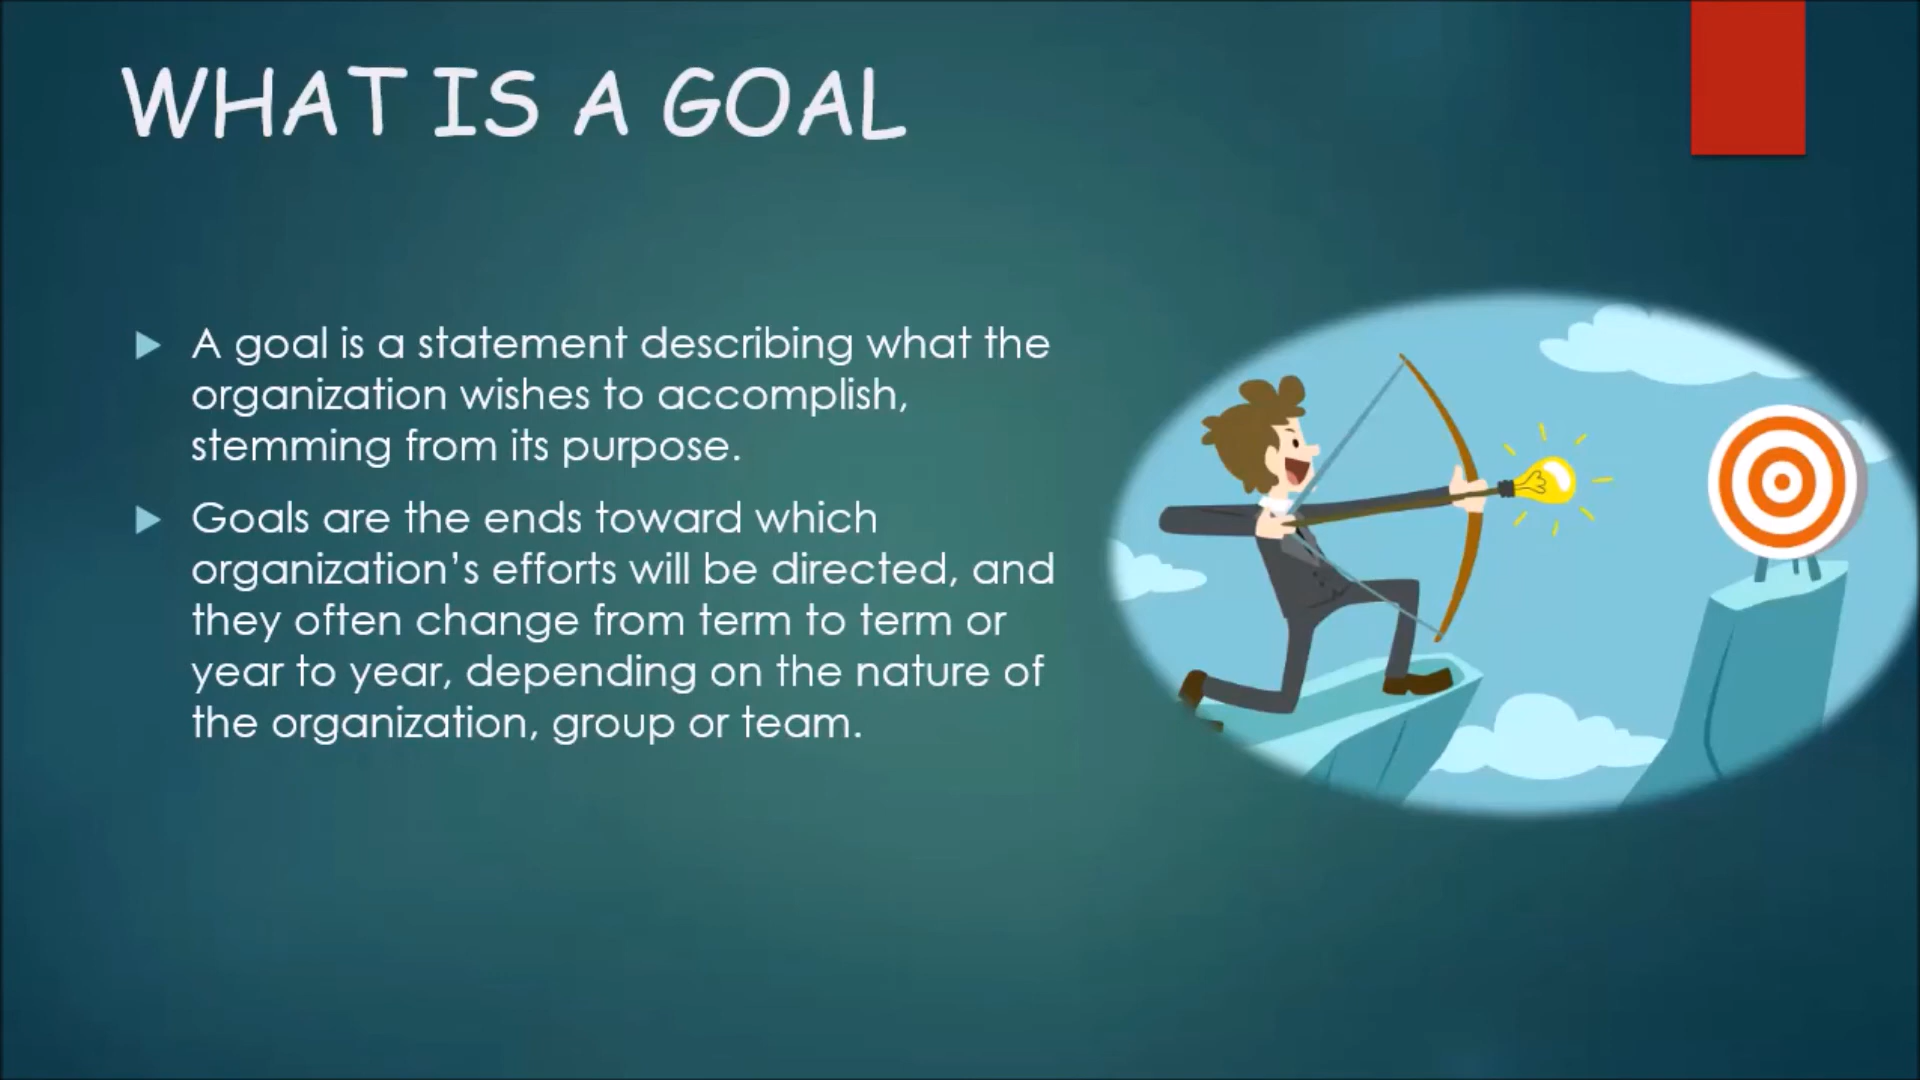 WHAT IS A GOAL
A goal is a statement describing what the
organization wishes to accomplish,
stemming from its purpose.
Goals are the ends toward which
organization’s efforts will be directed, and
they often change from term to term or
year to year, depending on the nature of
the organization, group or team.